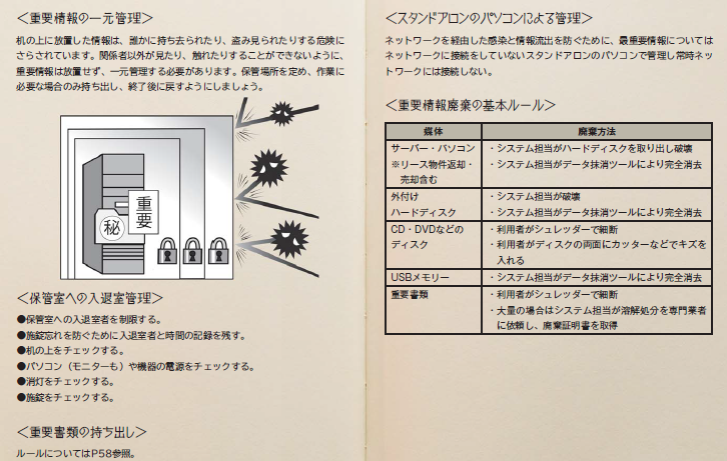 ＜重要情報の一元管理＞
机の上に放置した情報は、誰かに持ち去られたり、盗み見られたりする危険に
さらされています。関係者以外が見たり、触れたりすることができないように、
重要情報は放置せず、一元管理する必要があります。保管場所を定め、作業に
必要な場合のみ持ち出し、終了後に戻すようにしましょう。
重要
秘
＜保管室への入退室管理＞
●保管室への入退室者を制限する。
●施錠忘れを防ぐために入退室者と時間の記録を残す。
●机の上をチェックする。
●パソコン（モニターも）や機器の電源をチェックする。
●消灯をチェックする。
●施錠をチェックする。
＜重要書類の持ち出し＞
ルールについてはP58参照。
＜スタンドアロンのパソコンによる管理＞
ネットワークを経由した感染と情報流出を防ぐために、最重要情報については
ネットワークに接続をしていないスタンドアロンのパソコンで管理し常時ネッ
トワークには接続しない。
＜重要情報廃棄の基本ルール＞
媒体 廃棄方法
サーバー・パソコン ・システム担当がハードディスクを取り出し破壊
※リース物件返却・ ・システム担当がデータ抹消ツールにより完全消去
売却含む
外付け ・システム担当が破壊
ハードディスク ・システム担当がデータ抹消ツールにより完全消去
CD・DVDなどの ・利用者がシュレッダーで細断
ディスク ・利用者がディスクの両面にカッターなどでキズを
入れる
USBメモリー ・システム担当がデータ抹消ツールにより完全消去
重要書類 ・利用者がシュレッダーで細断
・大量の場合はシステム担当が溶解処分を専門業者
に依頼し、廃棄証明書を取得